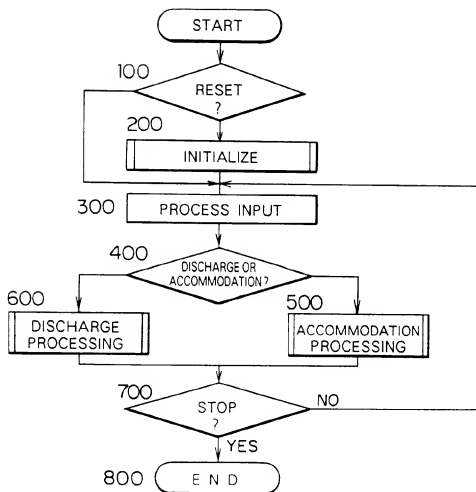 START
100
RESET
?
200
INITIALIZE
300
PROCESS INPUT
400
DISCHARGE OR
ACCOMMODATION?
600
500
DISCHARGE
PROCESSING
ACCOMMODATION
PROCESSING
700
STOP
?
NO
YES
800
END